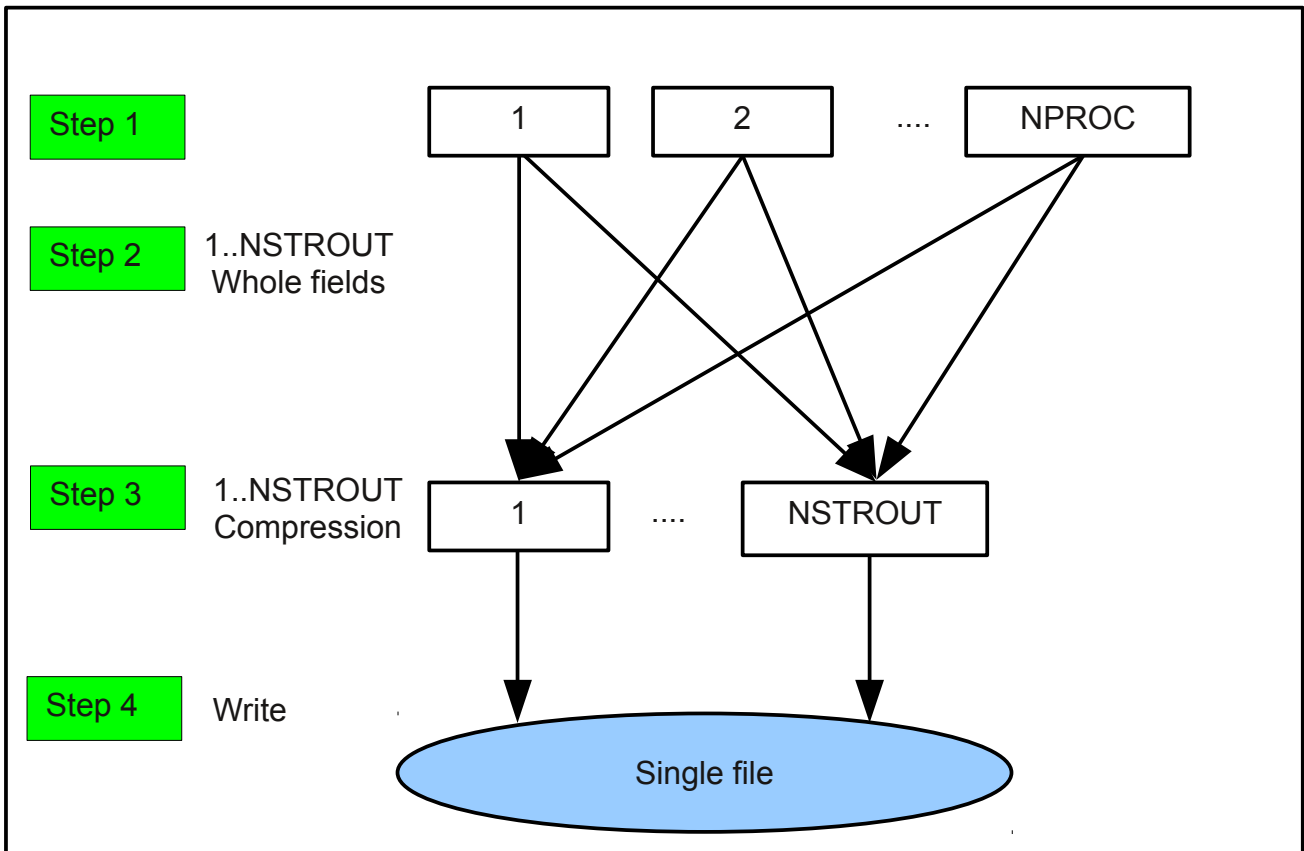 Step 1
1
2
....
NPROC
Step 2
1..NSTROUT
Whole fields
Step 3
1..NSTROUT
Compression
1
....
NSTROUT
Step 4
Write
Single file